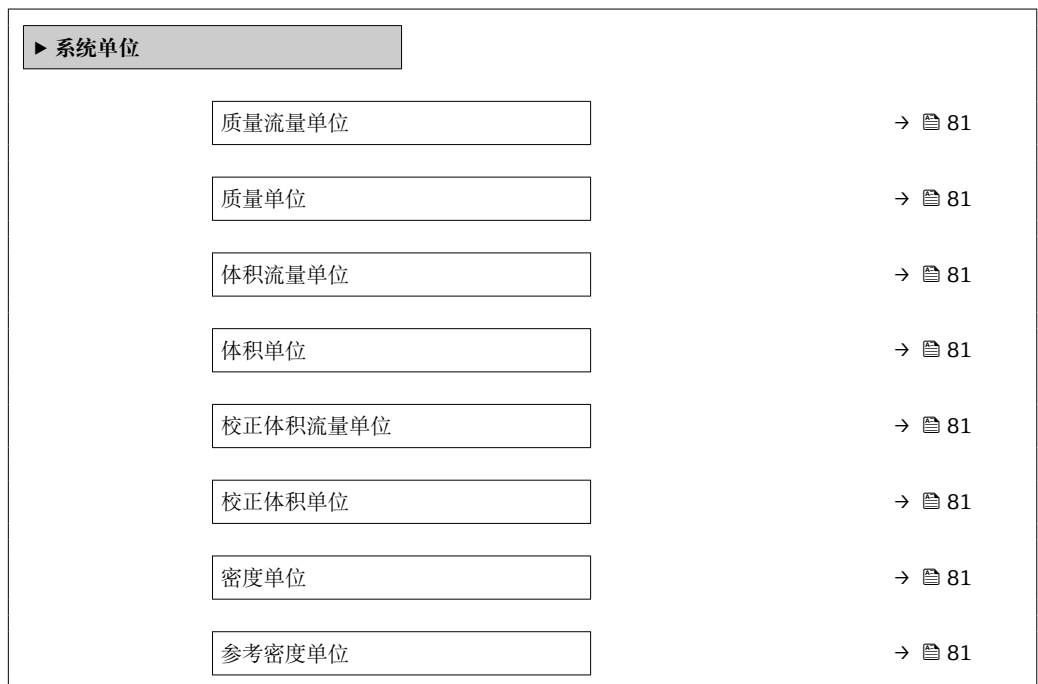 ▶ 系统单位
质量流量单位 → 🖹 81
质量单位 → 🖹 81
体积流量单位 → 🖹 81
体积单位 → 🖹 81
校正体积流量单位 → 🖹 81
校正体积单位 → 🖹 81
密度单位 → 🖹 81
参考密度单位 → 🖹 81